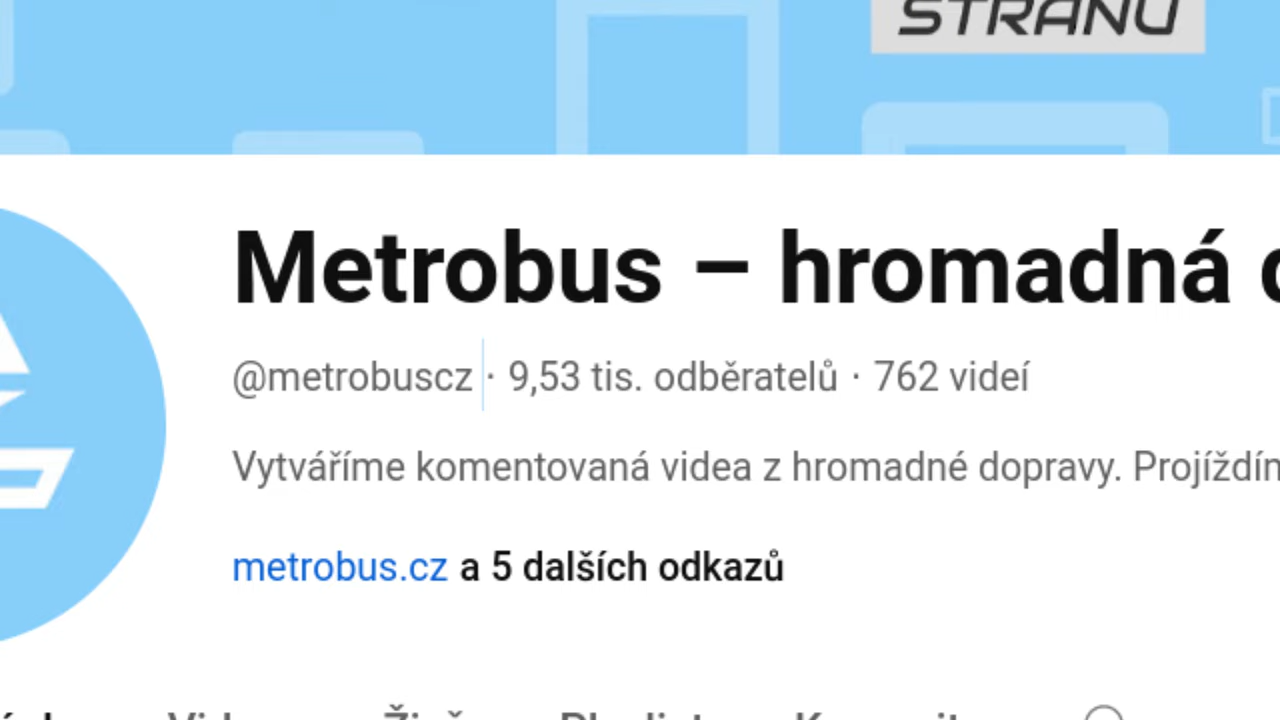 STRANU
Metrobus – hromadná
@metrobuscz · 9,53 tis. odběratelů · 762 videí
Vytváříme komentovaná videa z hromadné dopravy.
metrobus.cz a 5 dalších odkazů